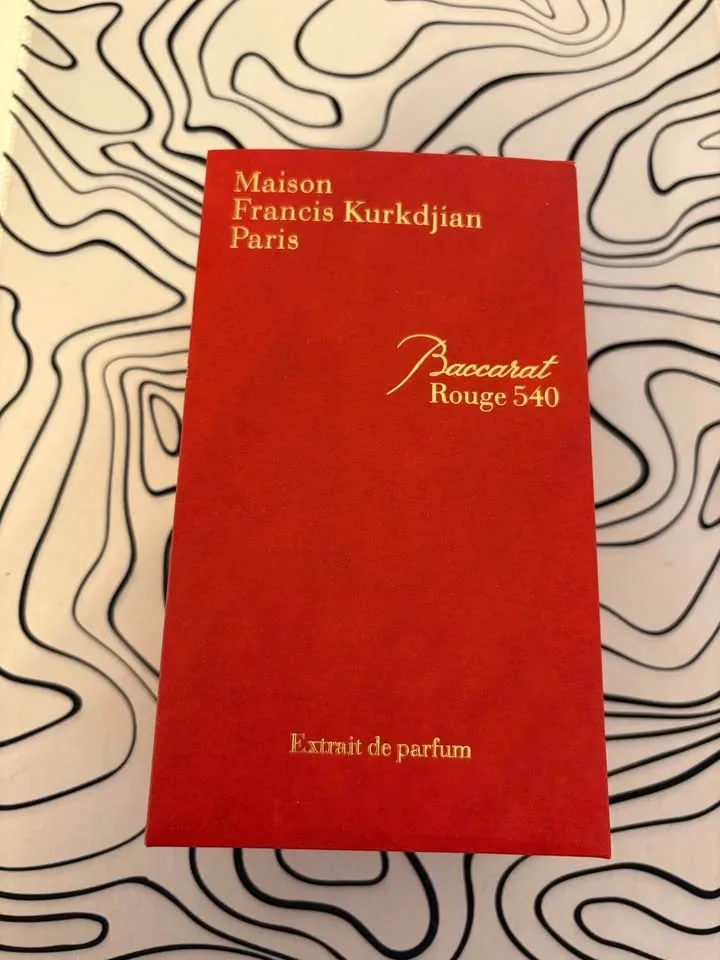 Maison
Francis Kurkdjian
Paris
Baccarat
Rouge 540
Extrait de parfum